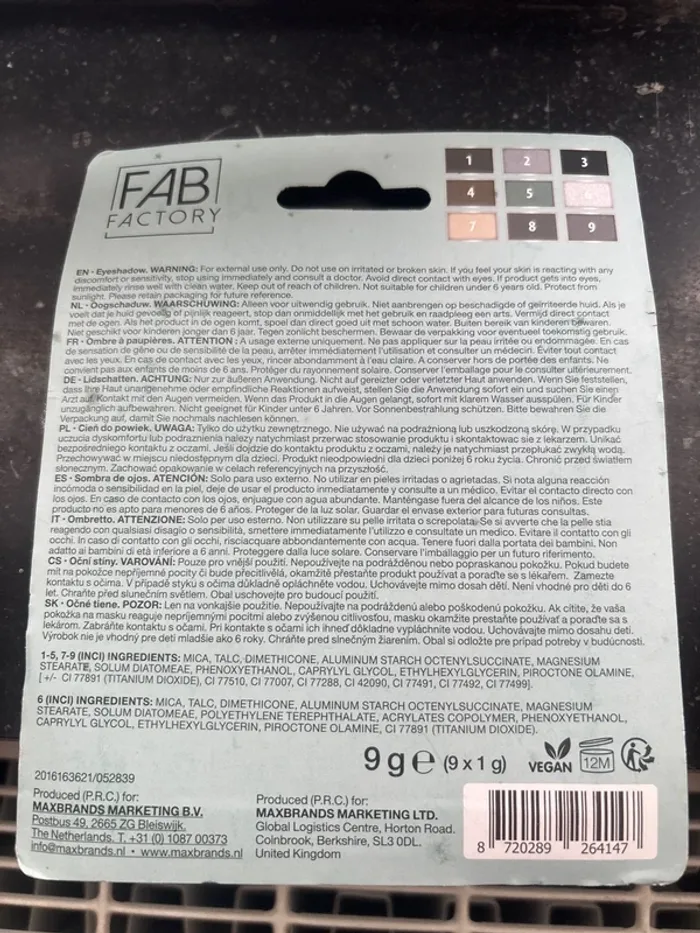 FAB
FACTORY
1 2 3
4 5 6
7 8 9
EN - Eyeshadow. WARNING: For external use only. Do not use on irritated or broken skin. If you feel your skin is reacting with any
discomfort or sensitivity, stop using immediately and consult a doctor. Avoid direct contact with eyes. If product gets into eyes,
immediately rinse well with clean water. Keep out of reach of children. Not suitable for children under 6 years old. Protect from
sunlight. Please retain packaging for future reference.
NL - Oogschaduw. WAARSCHUWING: Alleen voor uitwendig gebruik. Niet aanbrengen op beschadigde of geïrriteerde huid. Als je
voelt dat je huid gevoelig of pijnlijk reageert, stop dan onmiddellijk met het gebruik en raadpleeg een arts. Vermijd direct contact
met de ogen. Als het product in de ogen komt, spoel dan direct goed uit met schoon water. Buiten bereik van kinderen bewaren.
Niet geschikt voor kinderen jonger dan 6 jaar. Tegen zonlicht beschermen. Bewaar de verpakking voor eventueel toekomstig gebruik.
FR - Ombre à paupières. ATTENTION : A usage externe uniquement. Ne pas appliquer sur la peau irritée ou endommagée. En cas
de sensation de gêne ou de sensibilité de la peau, arrêter immédiatement l'utilisation et consulter un médecin. Éviter tout contact
avec les yeux. En cas de contact avec les yeux, rincer abondamment à l'eau claire. A conserver hors de portée des enfants. Ne
convient pas aux enfants de moins de 6 ans. Protéger du rayonnement solaire. Conserver l'emballage pour le consulter ultérieurement.
DE - Lidschatten. ACHTUNG: Nur zur äußeren Anwendung. Nicht auf gereizter oder verletzter Haut anwenden. Wenn Sie feststellen,
dass Ihre Haut unangenehme oder empfindliche Reaktionen aufweist, stellen Sie die Anwendung sofort ein und suchen Sie einen
Arzt auf. Kontakt mit den Augen vermeiden. Wenn das Produkt in die Augen gelangt, sofort mit klarem Wasser ausspülen. Für Kinder
unzugänglich aufbewahren. Nicht geeignet für Kinder unter 6 Jahren. Vor Sonnenbestrahlung schützen. Bitte bewahren Sie die
Verpackung auf, damit Sie nochmals nachlesen können.
PL - Cień do powiek. UWAGA: Tylko do użytku zewnętrznego. Nie używać na podrażnioną lub uszkodzoną skórę. W przypadku
uczucia dyskomfortu lub podrażnienia należy natychmiast przerwać stosowanie produktu i skontaktować sie z lekarzem. Unikać
bezpośredniego kontaktu z oczami. Jeśli dojdzie do kontaktu produktu z oczami, należy je natychmiast przepłukać zwykłą wodą.
Przechowywać w miejscu niedostępnym dla dzieci. Produkt nieodpowiedni dla dzieci poniżej 6 roku życia. Chronić przed światłem
słonecznym. Zachować opakowanie w celach referencyjnych na przyszłość.
ES - Sombra de ojos. ATENCIÓN: Solo para uso externo. No utilizar en pieles irritadas o agrietadas. Si nota alguna reacción
incómoda o sensibilidad en la piel, deje de usar el producto inmediatamente y consulte a un médico. Evitar el contacto directo con
los ojos. En caso de contacto con los ojos, enjuague con agua abundante. Manténgase fuera del alcance de los niños. Este
producto no es apto para menores de 6 años. Proteger de la luz solar. Guardar el envase exterior para futuras consultas.
IT - Ombretto. ATTENZIONE: Solo per uso esterno. Non utilizzare su pelle irritata o screpolata. Se si avverte che la pelle stia
reagendo con qualsiasi disagio o sensibilità, smettere immediatamente l'utilizzo e consultate un medico. Evitare il contatto con gli
occhi. In caso di contatto con gli occhi, risciacquare abbondantemente con acqua. Tenere fuori dalla portata dei bambini. Non
adatto ai bambini di età inferiore a 6 anni. Proteggere dalla luce solare. Conservare l'imballaggio per un futuro riferimento.
CS - Oční stíny. VAROVÁNÍ: Pouze pro vnější použití. Nepoužívejte na podrážděnou nebo popraskanou pokožku. Pokud budete
mít na pokožce nepříjemné pocity či bude přecitlivělá, okamžitě přestaňte produkt používat a poraďte se s lékařem. Zamezte
kontaktu s očima. V případě styku s očima důkladně opláchněte vodou. Uchovávejte mimo dosah dětí. Není vhodné pro děti do 6
let. Chraňte před slunečním světlem. Obal uschovejte pro budoucí použití.
SK - Očné tiene. POZOR: Len na vonkajšie použitie. Nepoužívajte na podráždenú alebo poškodenú pokožku. Ak cítite, že vaša
pokožka na masku reaguje nepríjemnými pocitmi alebo zvýšenou citlivosťou, masku okamžite prestaňte používať a poraďte sa s
lekárom. Zabráňte kontaktu s očami. Pri kontakte s očami ich ihneď dôkladne vypláchnite vodou. Uchovávajte mimo dosahu detí.
Výrobok nie je vhodný pre deti mladšie ako 6 rokov. Chráňte pred slnečným žiarením. Obal si odložte pre prípad potreby v budúcnosti.
1-5, 7-9 (INCI) INGREDIENTS: MICA, TALC, DIMETHICONE, ALUMINUM STARCH OCTENYLSUCCINATE, MAGNESIUM
STEARATE, SOLUM DIATOMEAE, PHENOXYETHANOL, CAPRYLYL GLYCOL, ETHYLHEXYLGLYCERIN, PIROCTONE OLAMINE,
[ +/- CI 77891 (TITANIUM DIOXIDE), CI 77510, CI 77007, CI 77288, CI 42090, CI 77491, CI 77492, CI 77499].
6 (INCI) INGREDIENTS: MICA, TALC, DIMETHICONE, ALUMINUM STARCH OCTENYLSUCCINATE, MAGNESIUM
STEARATE, SOLUM DIATOMEAE, POLYETHYLENE TEREPHTHALATE, ACRYLATES COPOLYMER, PHENOXYETHANOL,
CAPRYLYL GLYCOL, ETHYLHEXYLGLYCERIN, PIROCTONE OLAMINE, CI 77891 (TITANIUM DIOXIDE).
9 g e (9 x 1 g)
VEGAN
12M
2016163621/052839
Produced (P.R.C.) for:
MAXBRANDS MARKETING B.V.
Postbus 49, 2665 ZG Bleiswijk.
The Netherlands. T. +31 (0) 1087 00373
info@maxbrands.nl • www.maxbrands.nl
Produced (P.R.C.) for:
MAXBRANDS MARKETING LTD.
Global Logistics Centre, Horton Road.
Colnbrook, Berkshire, SL3 0DL.
United Kingdom
8 720289 264147